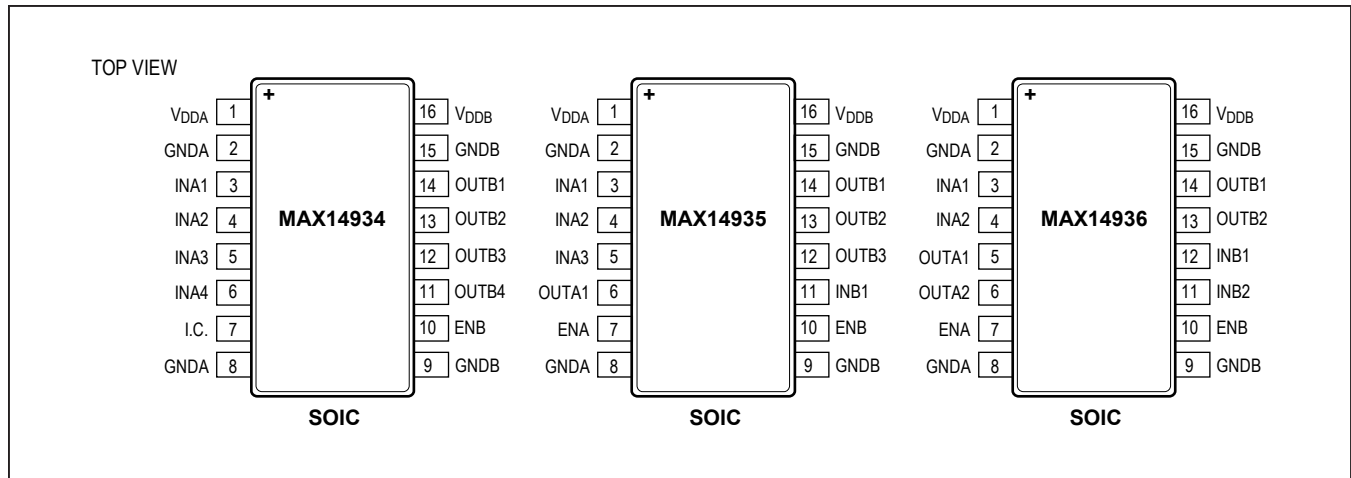 TOP VIEW
+
VDDA 1 16 VDDB
GNDA 2 15 GNDB
INA1 3 14 OUTB1
INA2 4 MAX14934 13 OUTB2
INA3 5 12 OUTB3
INA4 6 11 OUTB4
I.C. 7 10 ENB
GNDA 8 9 GNDB
SOIC
+
VDDA 1 16 VDDB
GNDA 2 15 GNDB
INA1 3 14 OUTB1
INA2 4 MAX14935 13 OUTB2
INA3 5 12 OUTB3
OUTA1 6 11 INB1
ENA 7 10 ENB
GNDA 8 9 GNDB
SOIC
+
VDDA 1 16 VDDB
GNDA 2 15 GNDB
INA1 3 14 OUTB1
INA2 4 MAX14936 13 OUTB2
OUTA1 5 12 INB1
OUTA2 6 11 INB2
ENA 7 10 ENB
GNDA 8 9 GNDB
SOIC